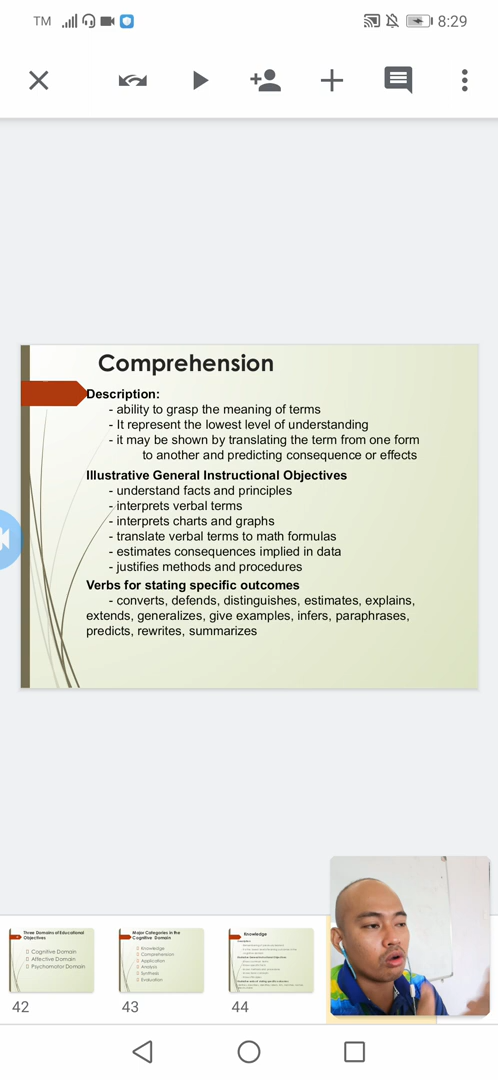 TM 8:29
Comprehension
Description:
- ability to grasp the meaning of terms
- It represent the lowest level of understanding
- it may be shown by translating the term from one form
to another and predicting consequence or effects
Illustrative General Instructional Objectives
- understand facts and principles
- interprets verbal terms
- interprets charts and graphs
- translate verbal terms to math formulas
- estimates consequences implied in data
- justifies methods and procedures
Verbs for stating specific outcomes
- converts, defends, distinguishes, estimates, explains,
extends, generalizes, give examples, infers, paraphrases,
predicts, rewrites, summarizes
Three Domains of Educational
Objectives
Cognitive Domain
Affective Domain
Psychomotor Domain
42
Major Categories in the
Cognitive Domain
Knowledge
Comprehension
Application
Analysis
Synthesis
Evaluation
43
Knowledge
44